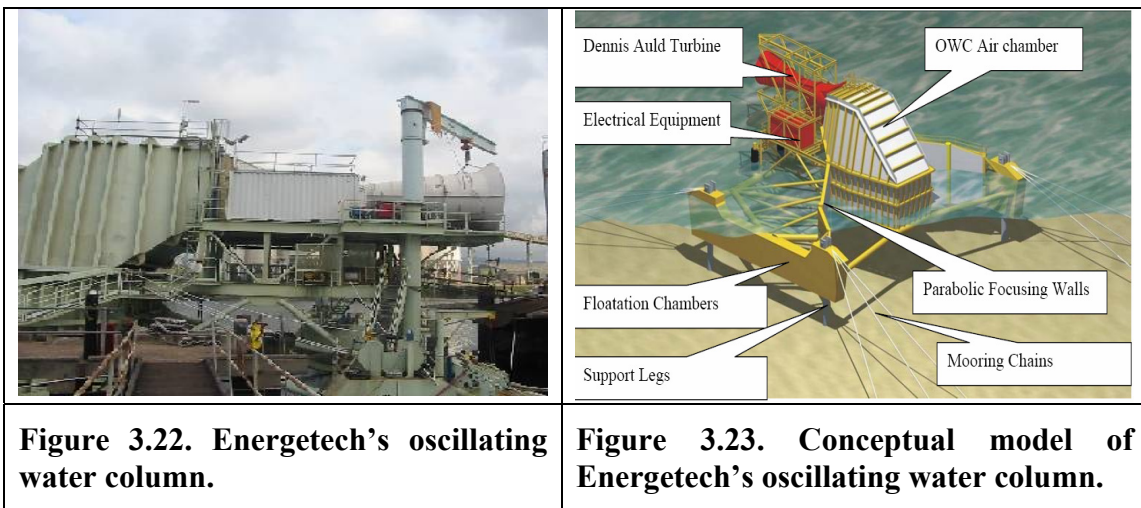 Dennis Auld Turbine
OWC Air chamber
Electrical Equipment
Floatation Chambers
Parabolic Focusing Walls
Support Legs
Mooring Chains
Figure 3.22. Energetech's oscillating
water column.
Figure 3.23. Conceptual model of
Energetech's oscillating water column.